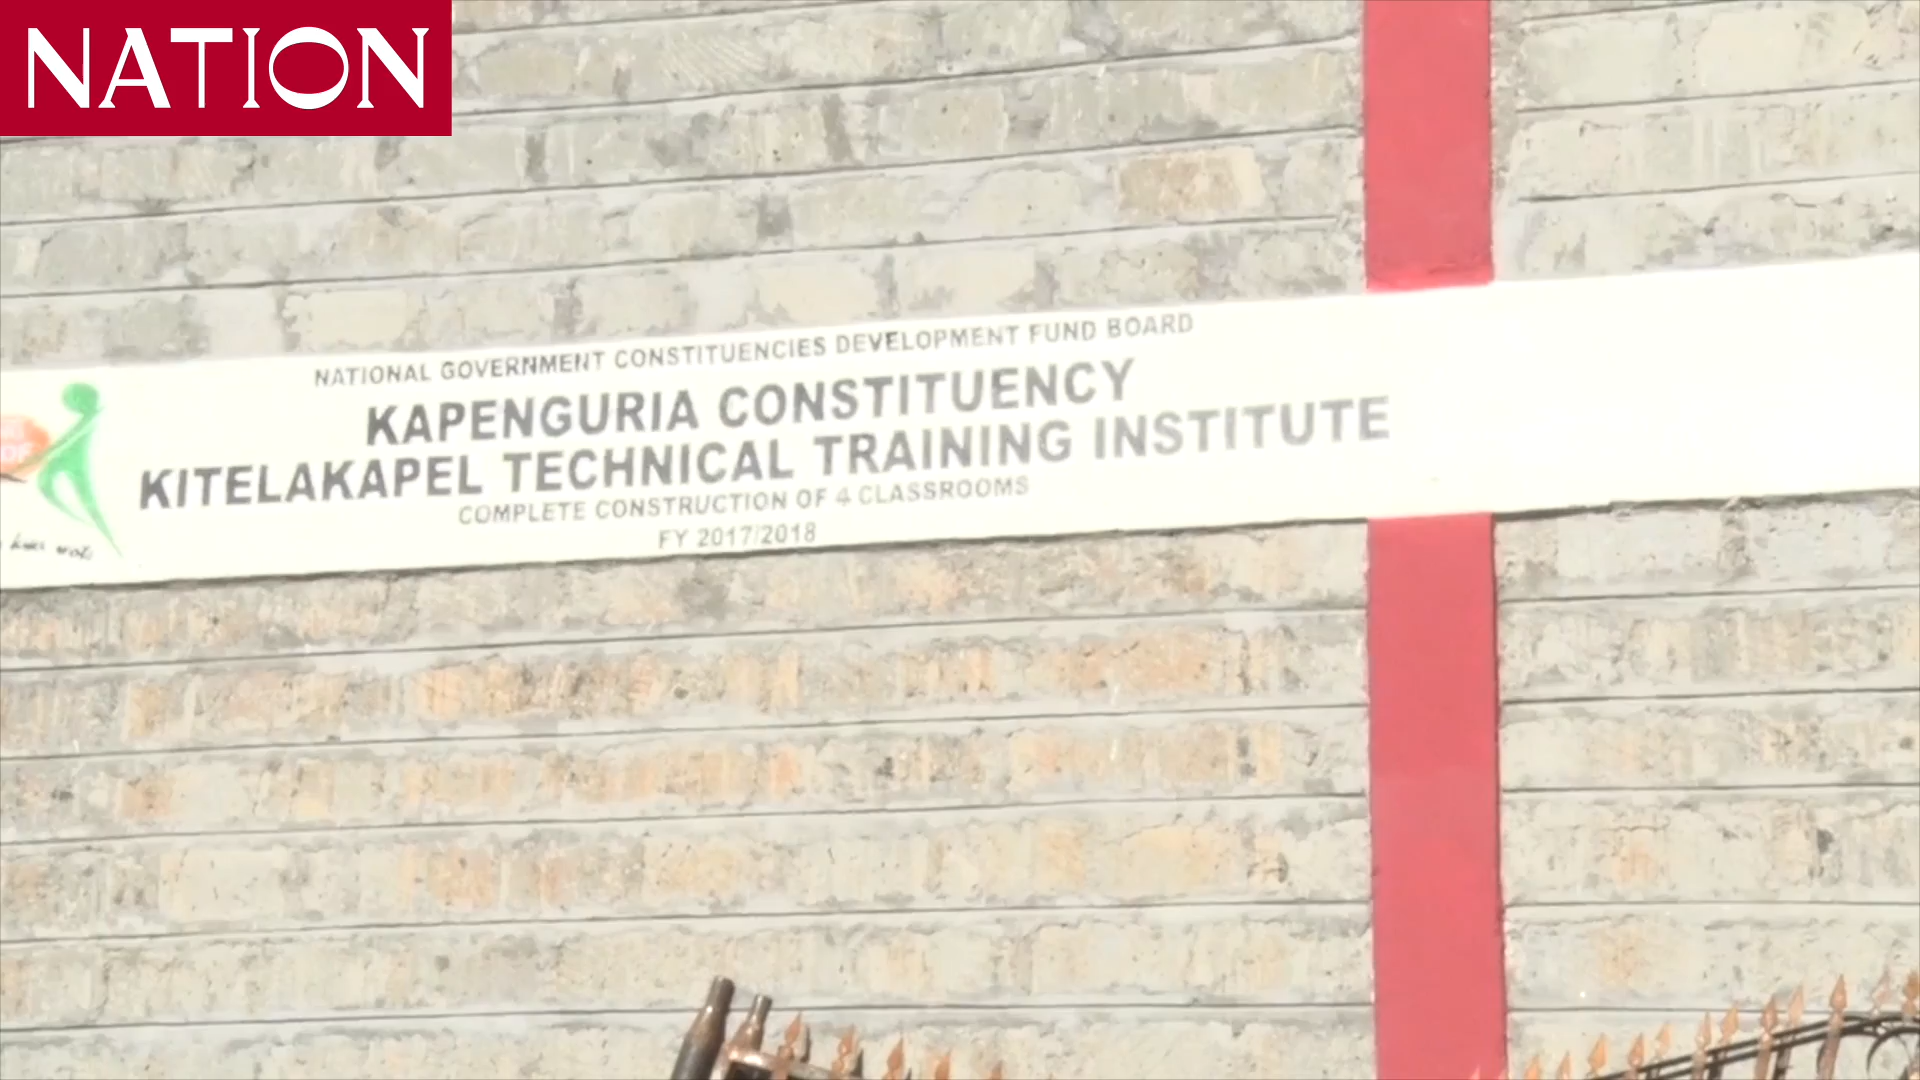 NATION
NATIONAL GOVERNMENT CONSTITUENCIES DEVELOPMENT FUND BOARD
KAPENGURIA CONSTITUENCY
KITELAKAPEL TECHNICAL TRAINING INSTITUTE
COMPLETE CONSTRUCTION OF 4 CLASSROOMS
FY 2017/2018